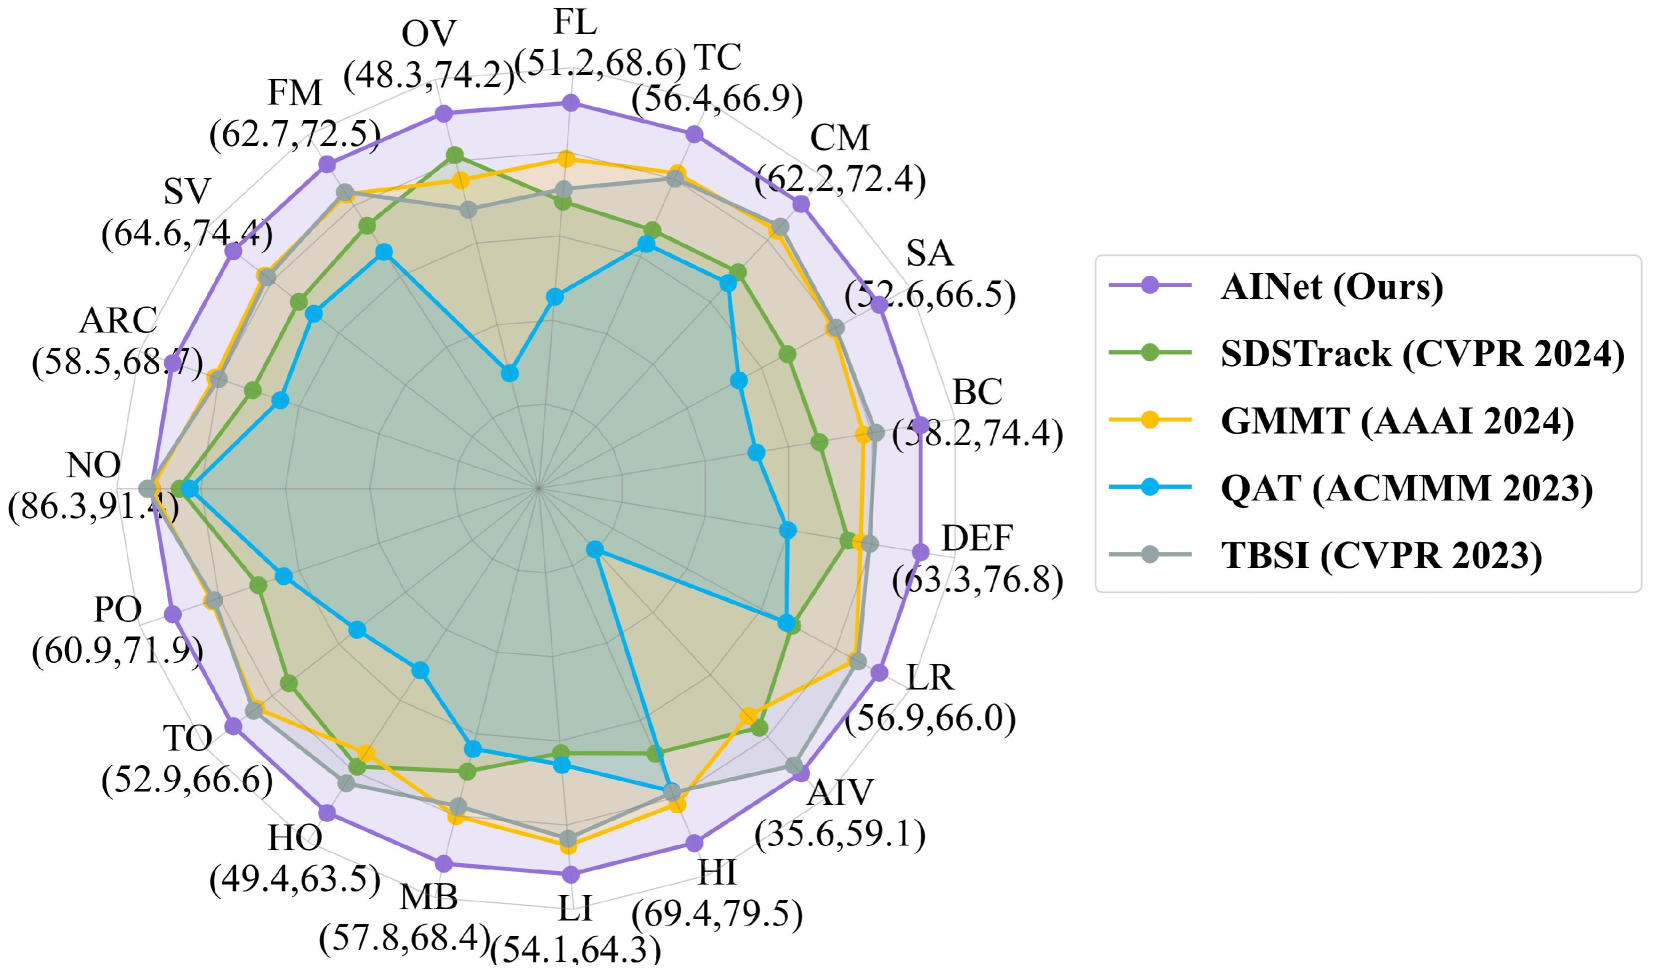 FL
(51.2,68.6)
TC
(56.4,66.9)
CM
(62.2,72.4)
SA
(52.6,66.5)
BC
(58.2,74.4)
DEF
(63.3,76.8)
LR
(56.9,66.0)
AIV
(35.6,59.1)
HI
(69.4,79.5)
LI
(54.1,64.3)
MB
(57.8,68.4)
HO
(49.4,63.5)
TO
(52.9,66.6)
PO
(60.9,71.9)
NO
(86.3,91.4)
ARC
(58.5,68.7)
SV
(64.6,74.4)
FM
(62.7,72.5)
OV
(48.3,74.2)
AINet (Ours)
SDSTrack (CVPR 2024)
GMMT (AAAI 2024)
QAT (ACMMM 2023)
TBSI (CVPR 2023)